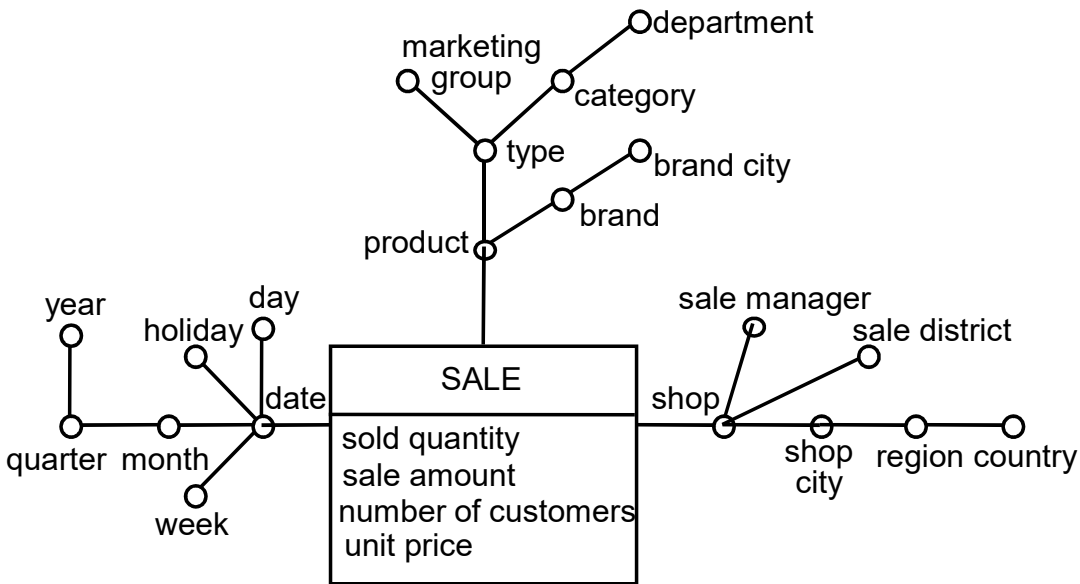 department
marketing
group
category
type
brand city
brand
product
year
day
holiday
sale manager
sale district
date
SALE
shop
quarter
month
week
sold quantity
sale amount
number of customers
unit price
shop
city
region
country